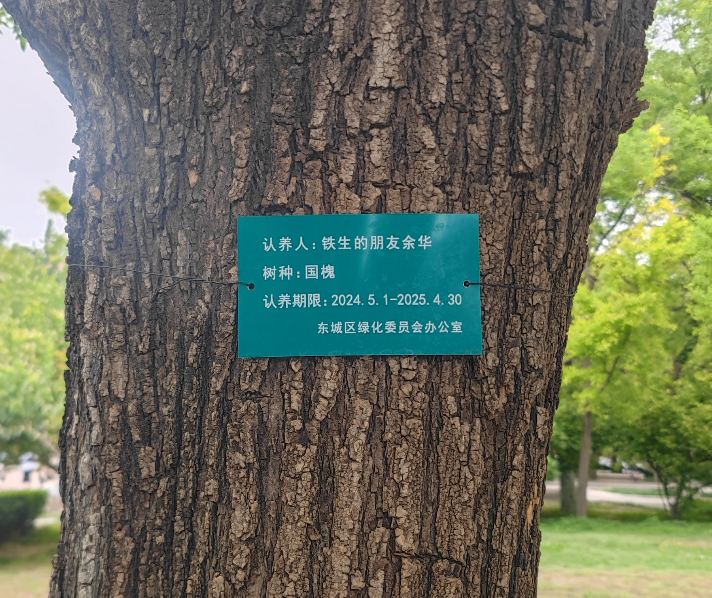 认养人:铁生的朋友余华
树种:国槐
认养期限:2024.5.1-2025.4.30
东城区绿化委员会办公室